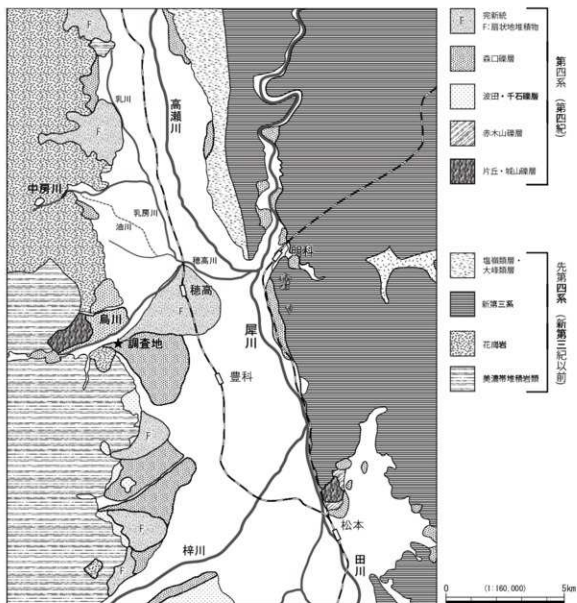 乳川
高瀬川
中房川
乳房川
油川
穂高川
穂高
明科
烏川
調査地
犀川
豊科
F
F
F
F
F
F
梓川
松本
田川
F
完新統
F:扇状地堆積物
森口礫層
波田・千石礫層
赤木山礫層
片丘・城山礫層
第四系(第四紀)
塩嶺類層・
大峰類層
新第三系
花崗岩
美濃帯堆積岩類
先第四系(新第三紀以前)
0
(1:160,000)
5km